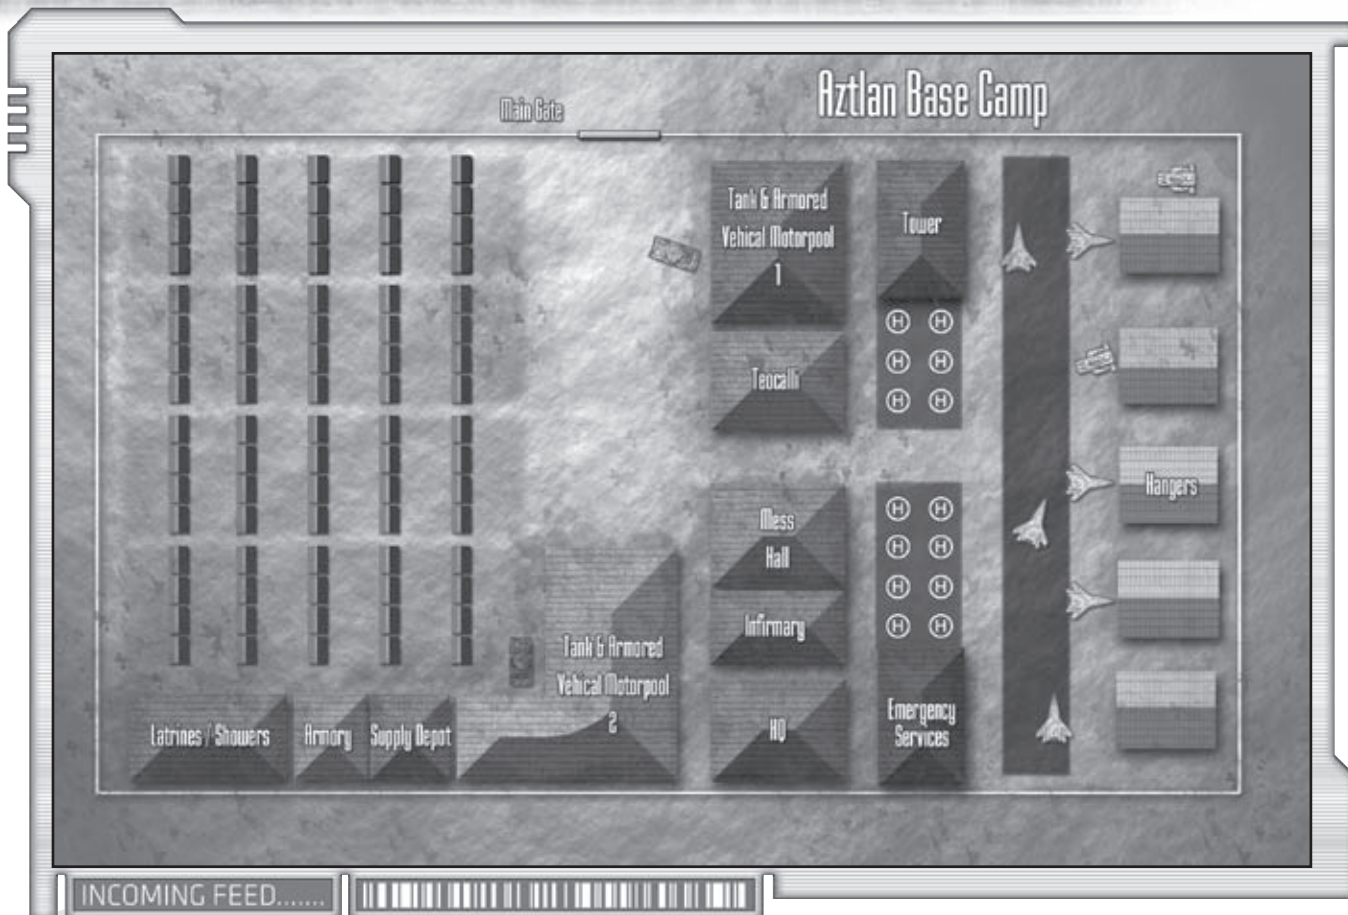 Aztlan Base Camp
Main Gate
Tank & Armored
Vehical Motorpool
1
Tower
H H
H H
H H
Teocalli
Hangers
Mess
Hall
H H
H H
H H
H H
Infirmary
Tank & Armored
Vehical Motorpool
2
Latrines / Showers
Armory
Supply Depot
HQ
Emergency
Services
INCOMING FEED.......